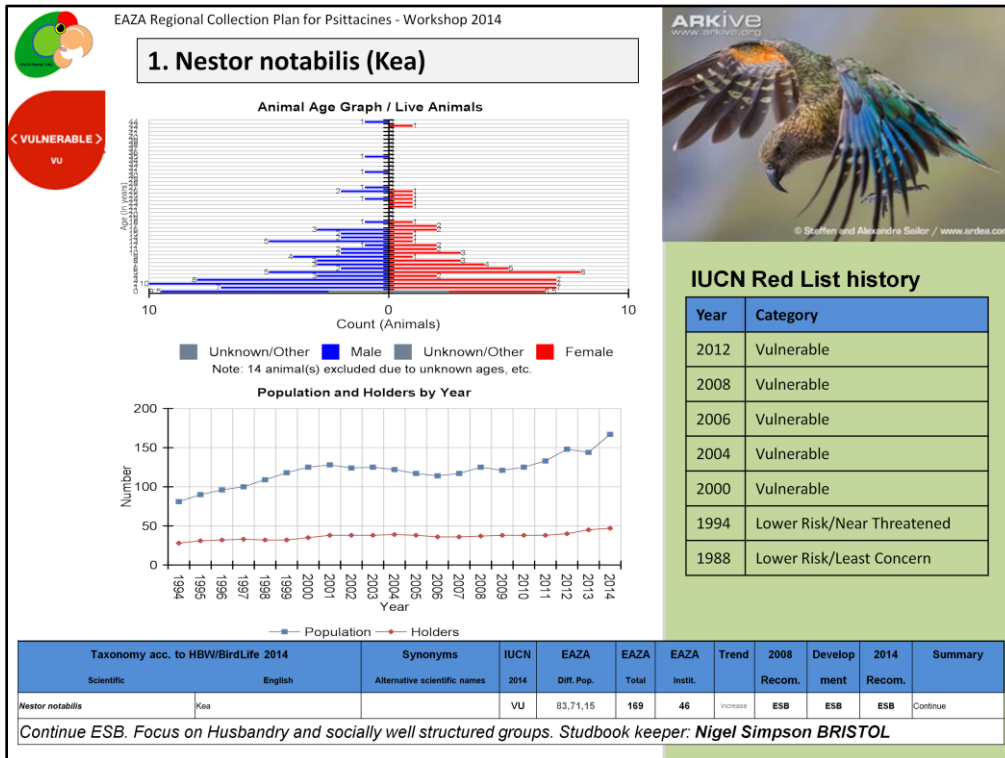 EAZA Regional Collection Plan for Psittacines - Workshop 2014
1. Nestor notabilis (Kea)
VULNERABLE
VU
ARKive
www.arkive.org
© Steffen and Alexandra Sailor / www.ardea.com
Animal Age Graph / Live Animals
Age (In years)
10 0 10
Count (Animals)
Unknown/Other Male Unknown/Other Female
Note: 14 animal(s) excluded due to unknown ages, etc.
Population and Holders by Year
Number
200
150
100
50
0
1994 1995 1996 1997 1998 1999 2000 2001 2002 2003 2004 2005 2006 2007 2008 2009 2010 2011 2012 2013 2014
Year
Population Holders
IUCN Red List history
Year Category
2012 Vulnerable
2008 Vulnerable
2006 Vulnerable
2004 Vulnerable
2000 Vulnerable
1994 Lower Risk/Near Threatened
1988 Lower Risk/Least Concern
Taxonomy acc. to HBW/BirdLife 2014 Synonyms IUCN EAZA EAZA EAZA Trend 2008 Develop 2014 Summary
Scientific English Alternative scientific names 2014 Diff. Pop. Total Instit. Recom. ment Recom.
Nestor notabilis Kea VU 83,71,15 169 46 increase ESB ESB ESB Continue
Continue ESB. Focus on Husbandry and socially well structured groups. Studbook keeper: Nigel Simpson BRISTOL